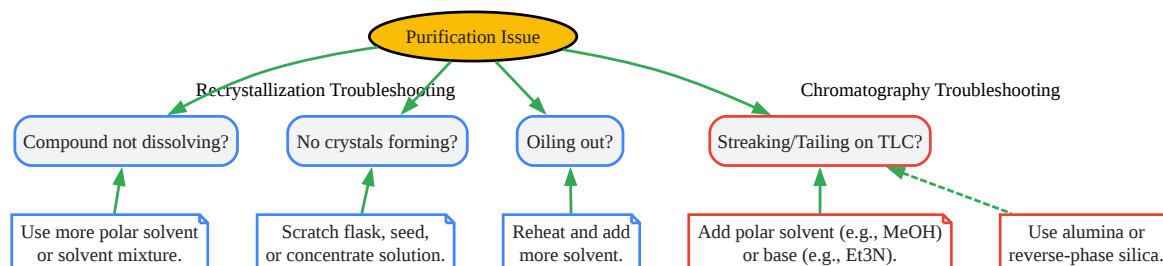 Purification Issue
Recrystallization Troubleshooting
Chromatography Troubleshooting
Compound not dissolving?
No crystals forming?
Oiling out?
Streaking/Tailing on TLC?
Use more polar solvent
or solvent mixture.
Scratch flask, seed,
or concentrate solution.
Reheat and add
more solvent.
Add polar solvent (e.g., MeOH)
or base (e.g., Et3N).
Use alumina or
reverse-phase silica.